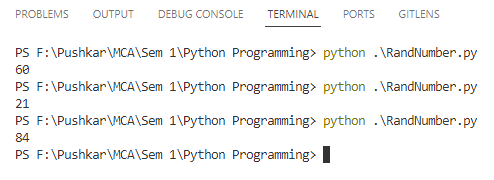 PROBLEMS OUTPUT DEBUG CONSOLE TERMINAL PORTS GITLENS
PS F:\Pushkar\MCA\Sem 1\Python Programming> python .\RandNumber.py
60
PS F:\Pushkar\MCA\Sem 1\Python Programming> python .\RandNumber.py
21
PS F:\Pushkar\MCA\Sem 1\Python Programming> python .\RandNumber.py
84
PS F:\Pushkar\MCA\Sem 1\Python Programming>